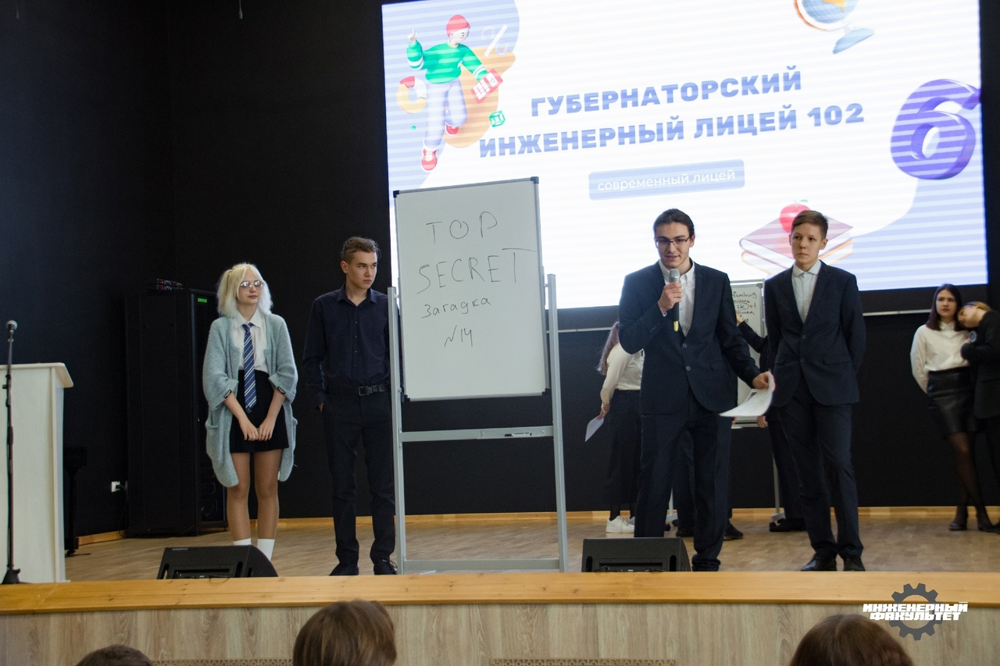 ГУБЕРНАТОРСКИЙ
ИНЖЕНЕРНЫЙ ЛИЦЕЙ 102
современный лицей
6
TOP
SECRET
Загадка
№14
ИНЖЕНЕРНЫЙ
ФАКУЛЬТЕТ